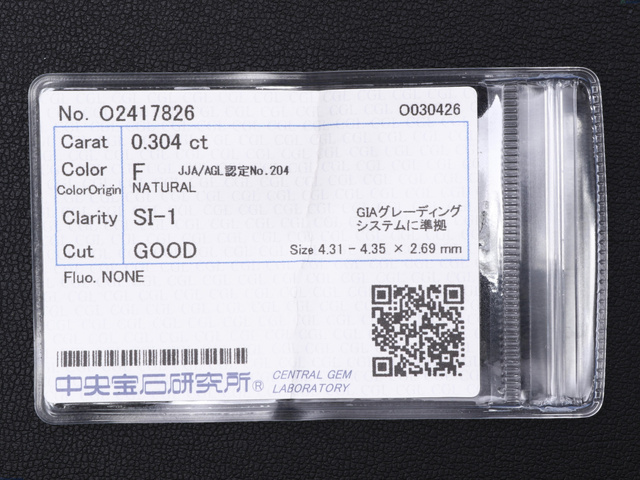 No. O2417826 O030426
Carat 0.304 ct
Color F JJA/AGL認定No.204
ColorOrigin NATURAL
Clarity SI-1 GIAグレーディング
システムに準拠
Cut GOOD Size 4.31 - 4.35 × 2.69 mm
Fluo. NONE
中央宝石研究所® CENTRAL GEM
LABORATORY